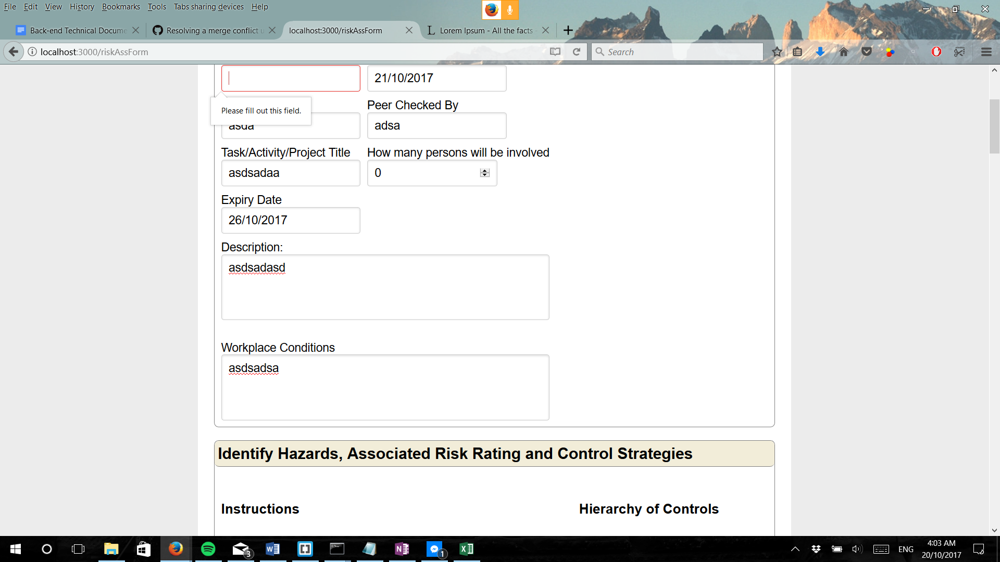 File Edit View History Bookmarks Tools Tabs sharing devices Help
Back-end Technical Docume
Resolving a merge conflict u
localhost:3000/riskAssForm
L Lorem Ipsum - All the facts
localhost:3000/riskAssForm
Search
21/10/2017
Please fill out this field.
Peer Checked By
asda
adsa
Task/Activity/Project Title
How many persons will be involved
asdsadaa
0
Expiry Date
26/10/2017
Description:
asdsadasd
Workplace Conditions
asdsadsa
Identify Hazards, Associated Risk Rating and Control Strategies
Instructions
Hierarchy of Controls
3
1
ENG
4:03 AM
20/10/2017